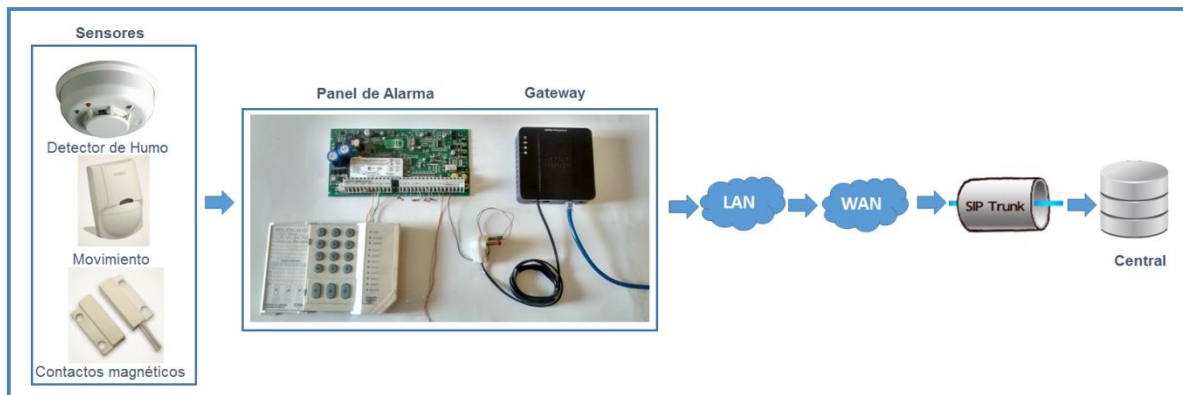 Sensores
Detector de Humo
Movimiento
Contactos magnéticos
Panel de Alarma
Gateway
LAN
WAN
SIP Trunk
Central